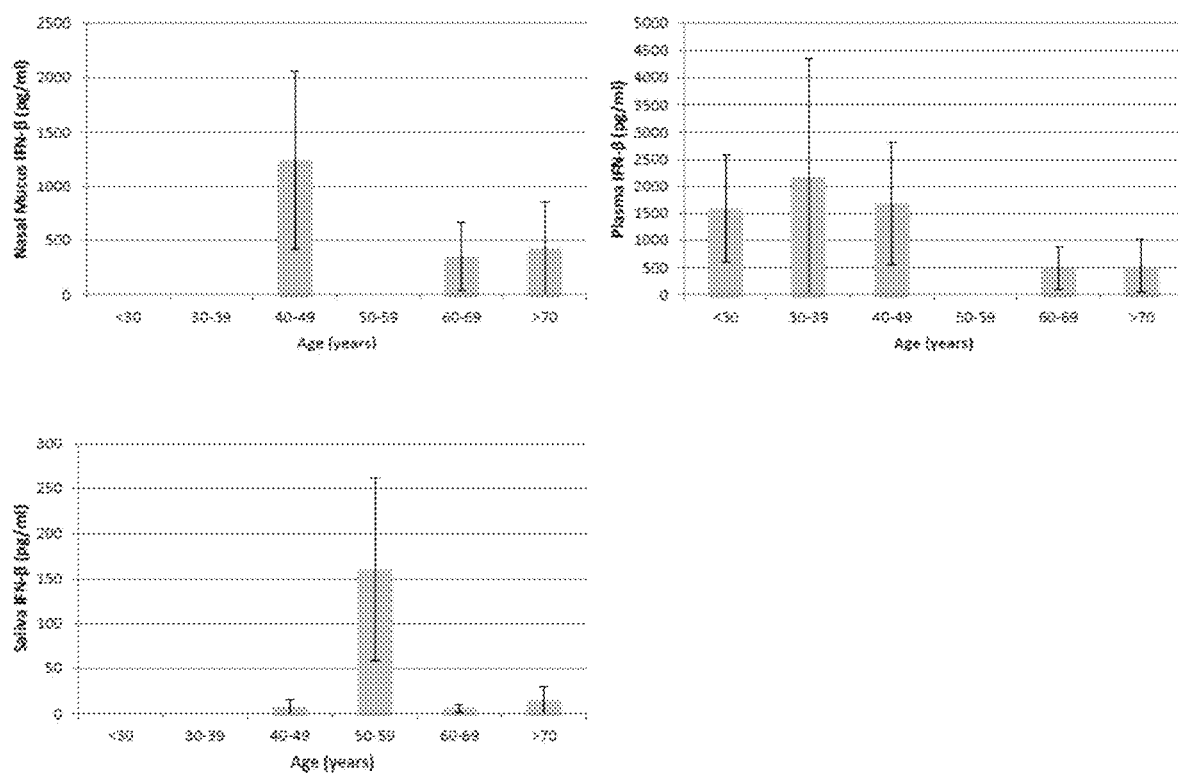 Nasal Mucus IFN-β (pg/ml)
2500
2000
1500
1000
500
0
<30 30-39 40-49 50-59 60-69 >70
Age (years)
Plasma IFN-β (pg/ml)
5000
4500
4000
3500
3000
2500
2000
1500
1000
500
0
<30 30-39 40-49 50-59 60-69 >70
Age (years)
Saliva IFN-β (pg/ml)
300
250
200
150
100
50
0
<30 30-39 40-49 50-59 60-69 >70
Age (years)